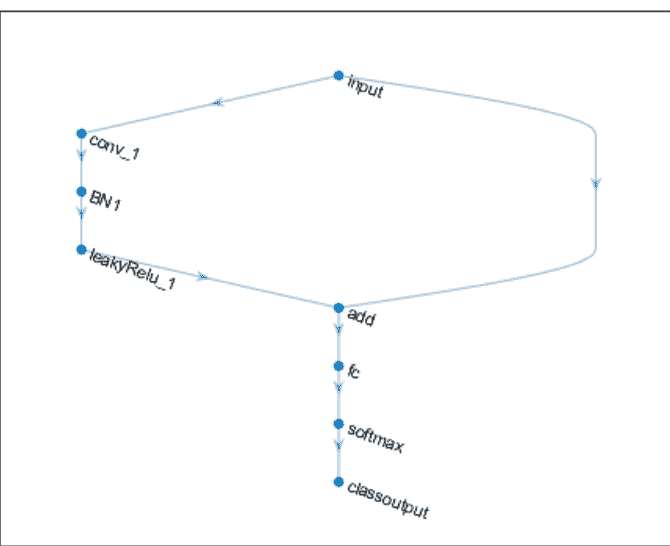 input
conv_1
BN1
leakyRelu_1
add
fc
softmax
classoutput